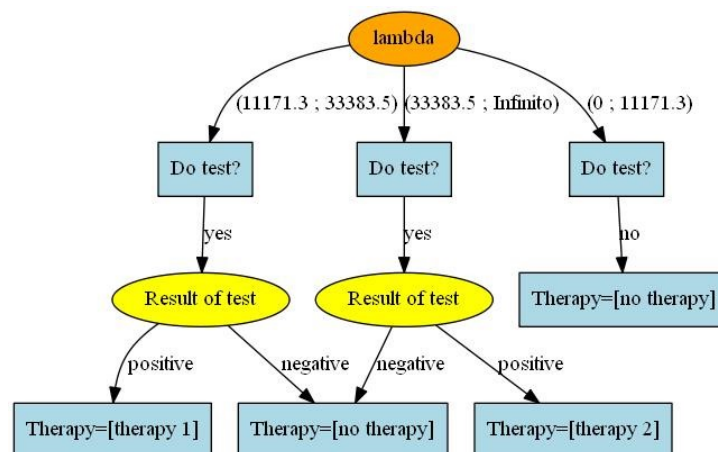 lambda
(11171.3 ; 33383.5) (33383.5 ; Infinito) (0 ; 11171.3)
Do test? Do test? Do test?
yes yes no
Result of test Result of test Therapy=[no therapy]
positive negative negative positive
Therapy=[therapy 1] Therapy=[no therapy] Therapy=[therapy 2]